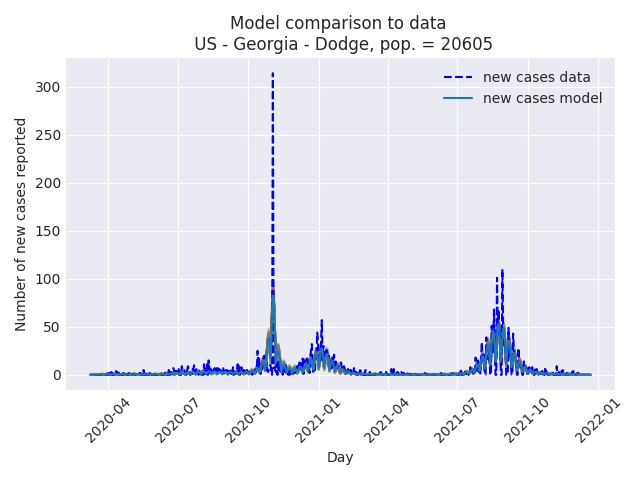 Model comparison to data
US - Georgia - Dodge, pop. = 20605
new cases data
new cases model
Number of new cases reported
300
250
200
150
100
50
0
2020-04
2020-07
2020-10
2021-01
2021-04
2021-07
2021-10
2022-01
Day